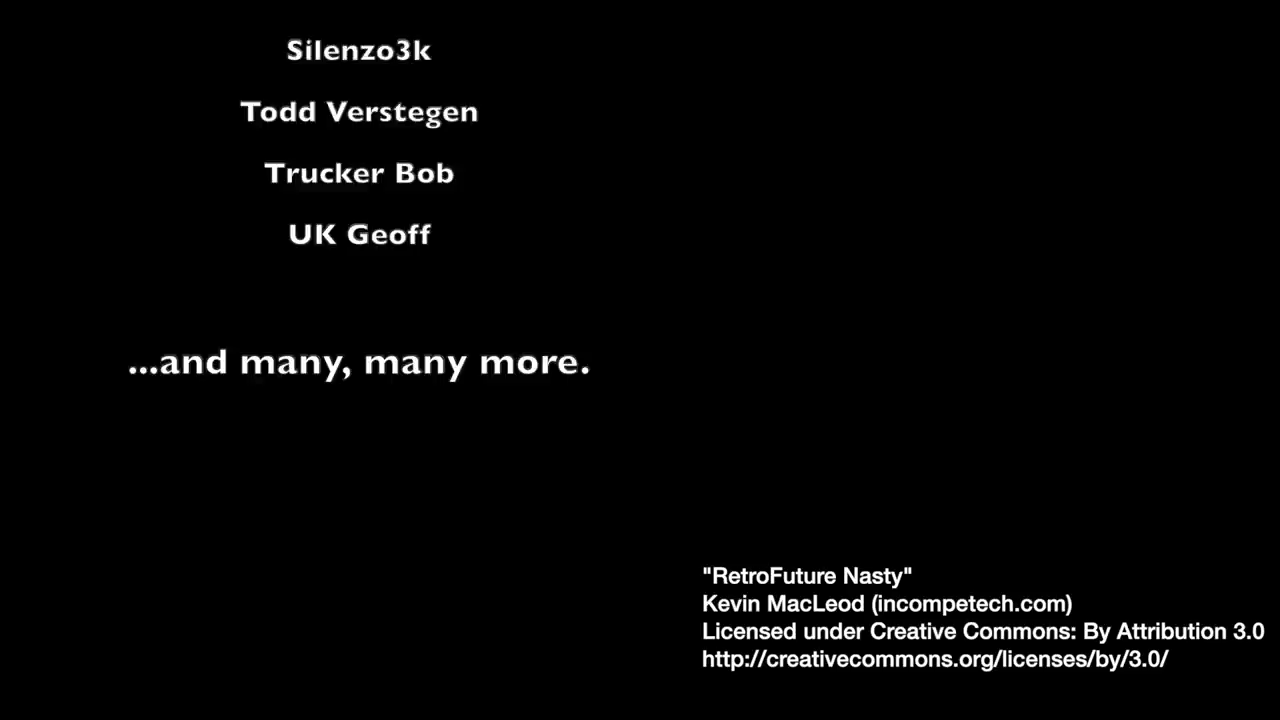 Silenzo3k
Todd Verstegen
Trucker Bob
UK Geoff
...and many, many more.
"RetroFuture Nasty"
Kevin MacLeod (incompetech.com)
Licensed under Creative Commons: By Attribution 3.0
http://creativecommons.org/licenses/by/3.0/